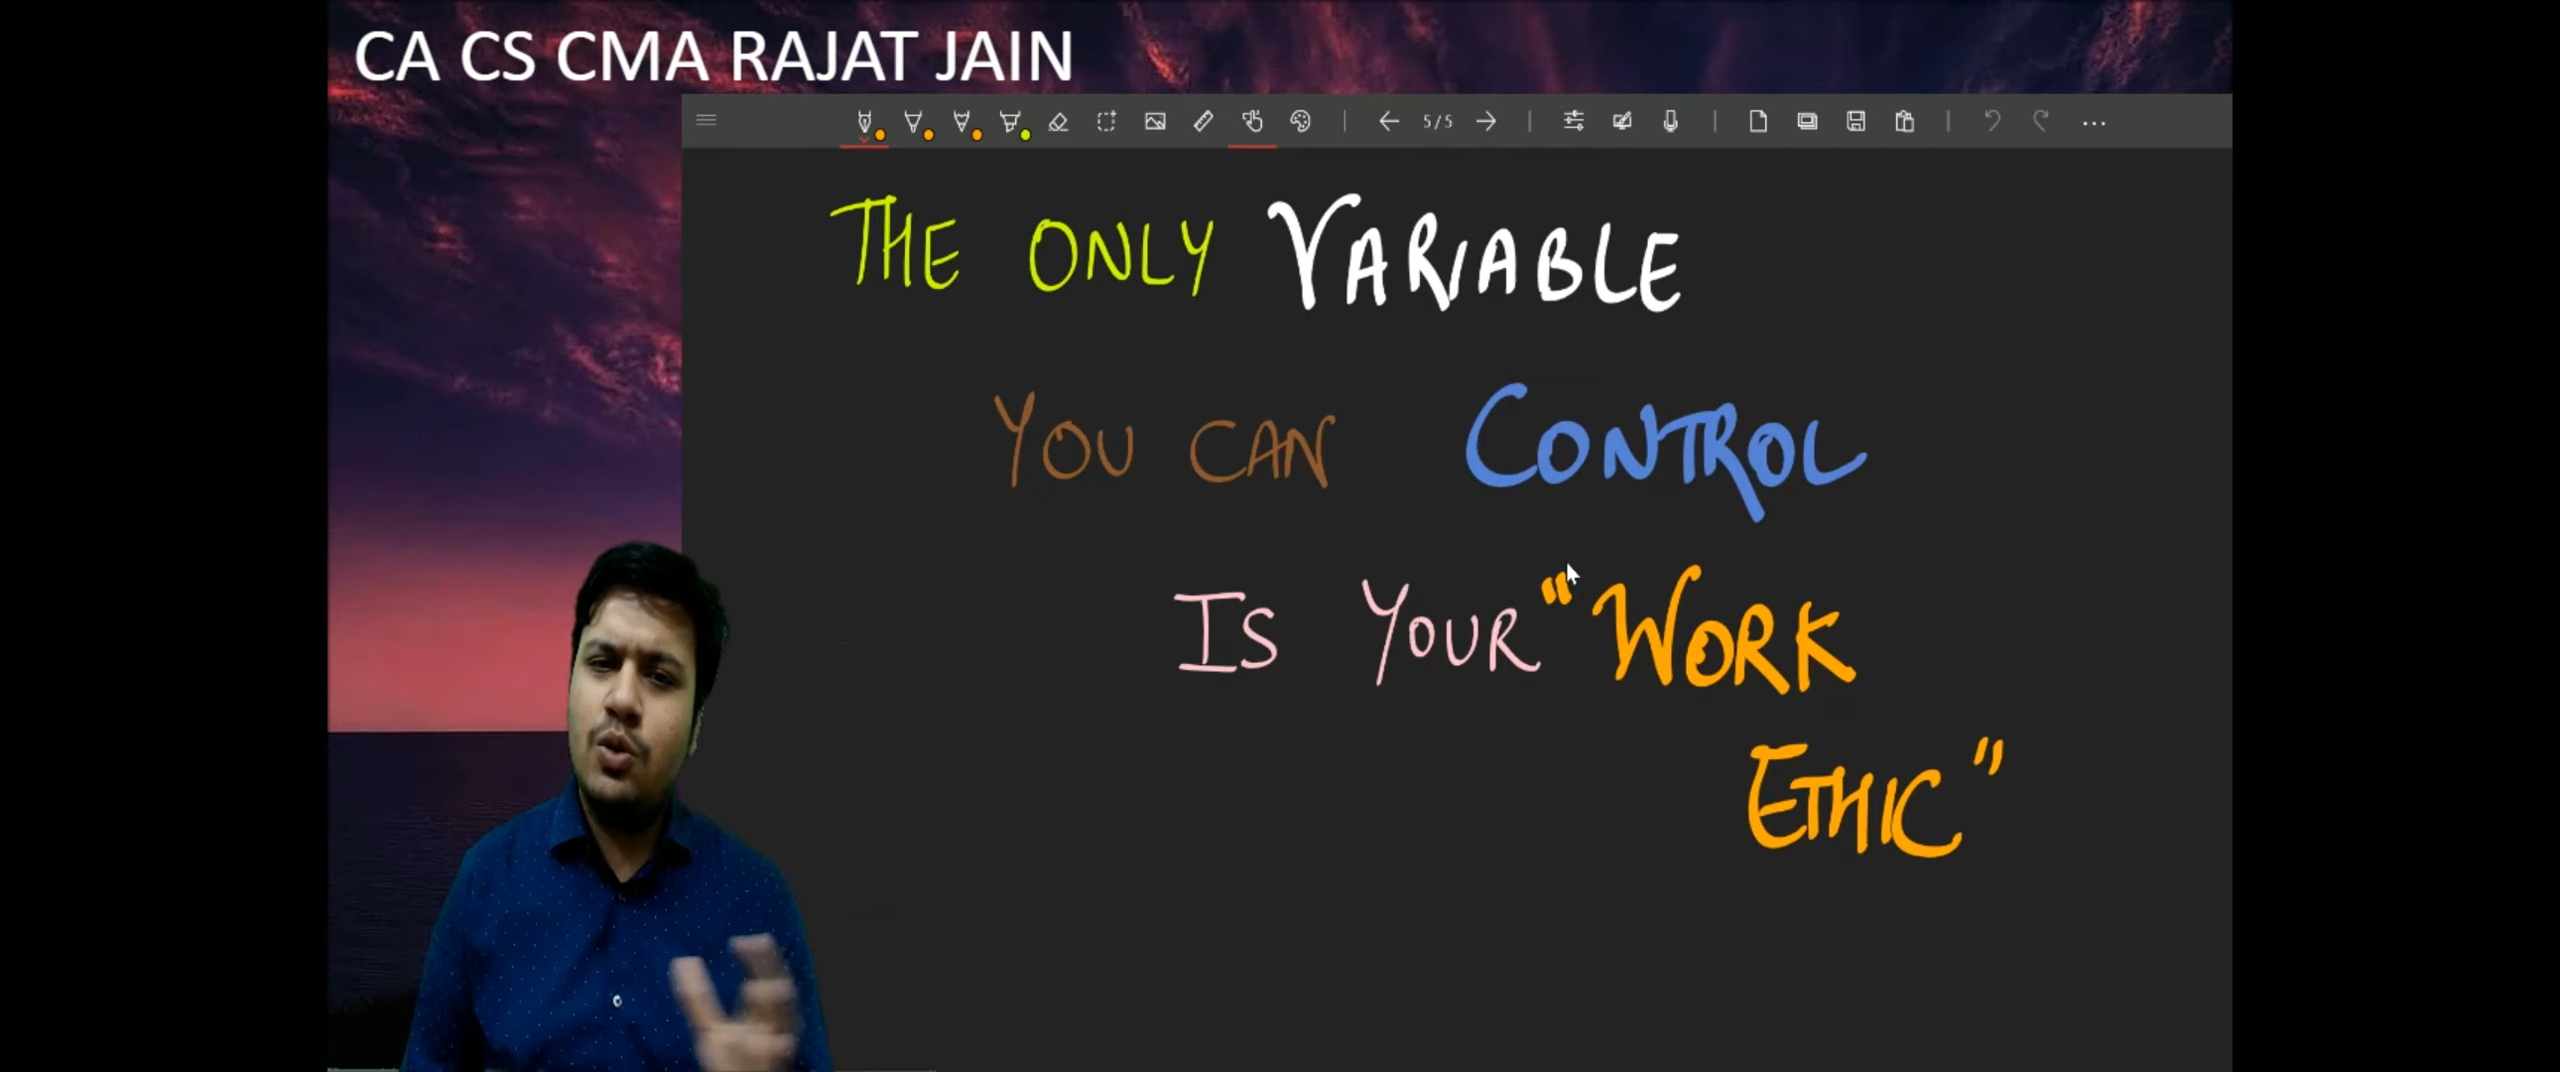 CA CS CMA RAJAT JAIN
5/5
THE ONLY VARIABLE
YOU CAN CONTROL
IS YOUR "WORK
ETHIC"